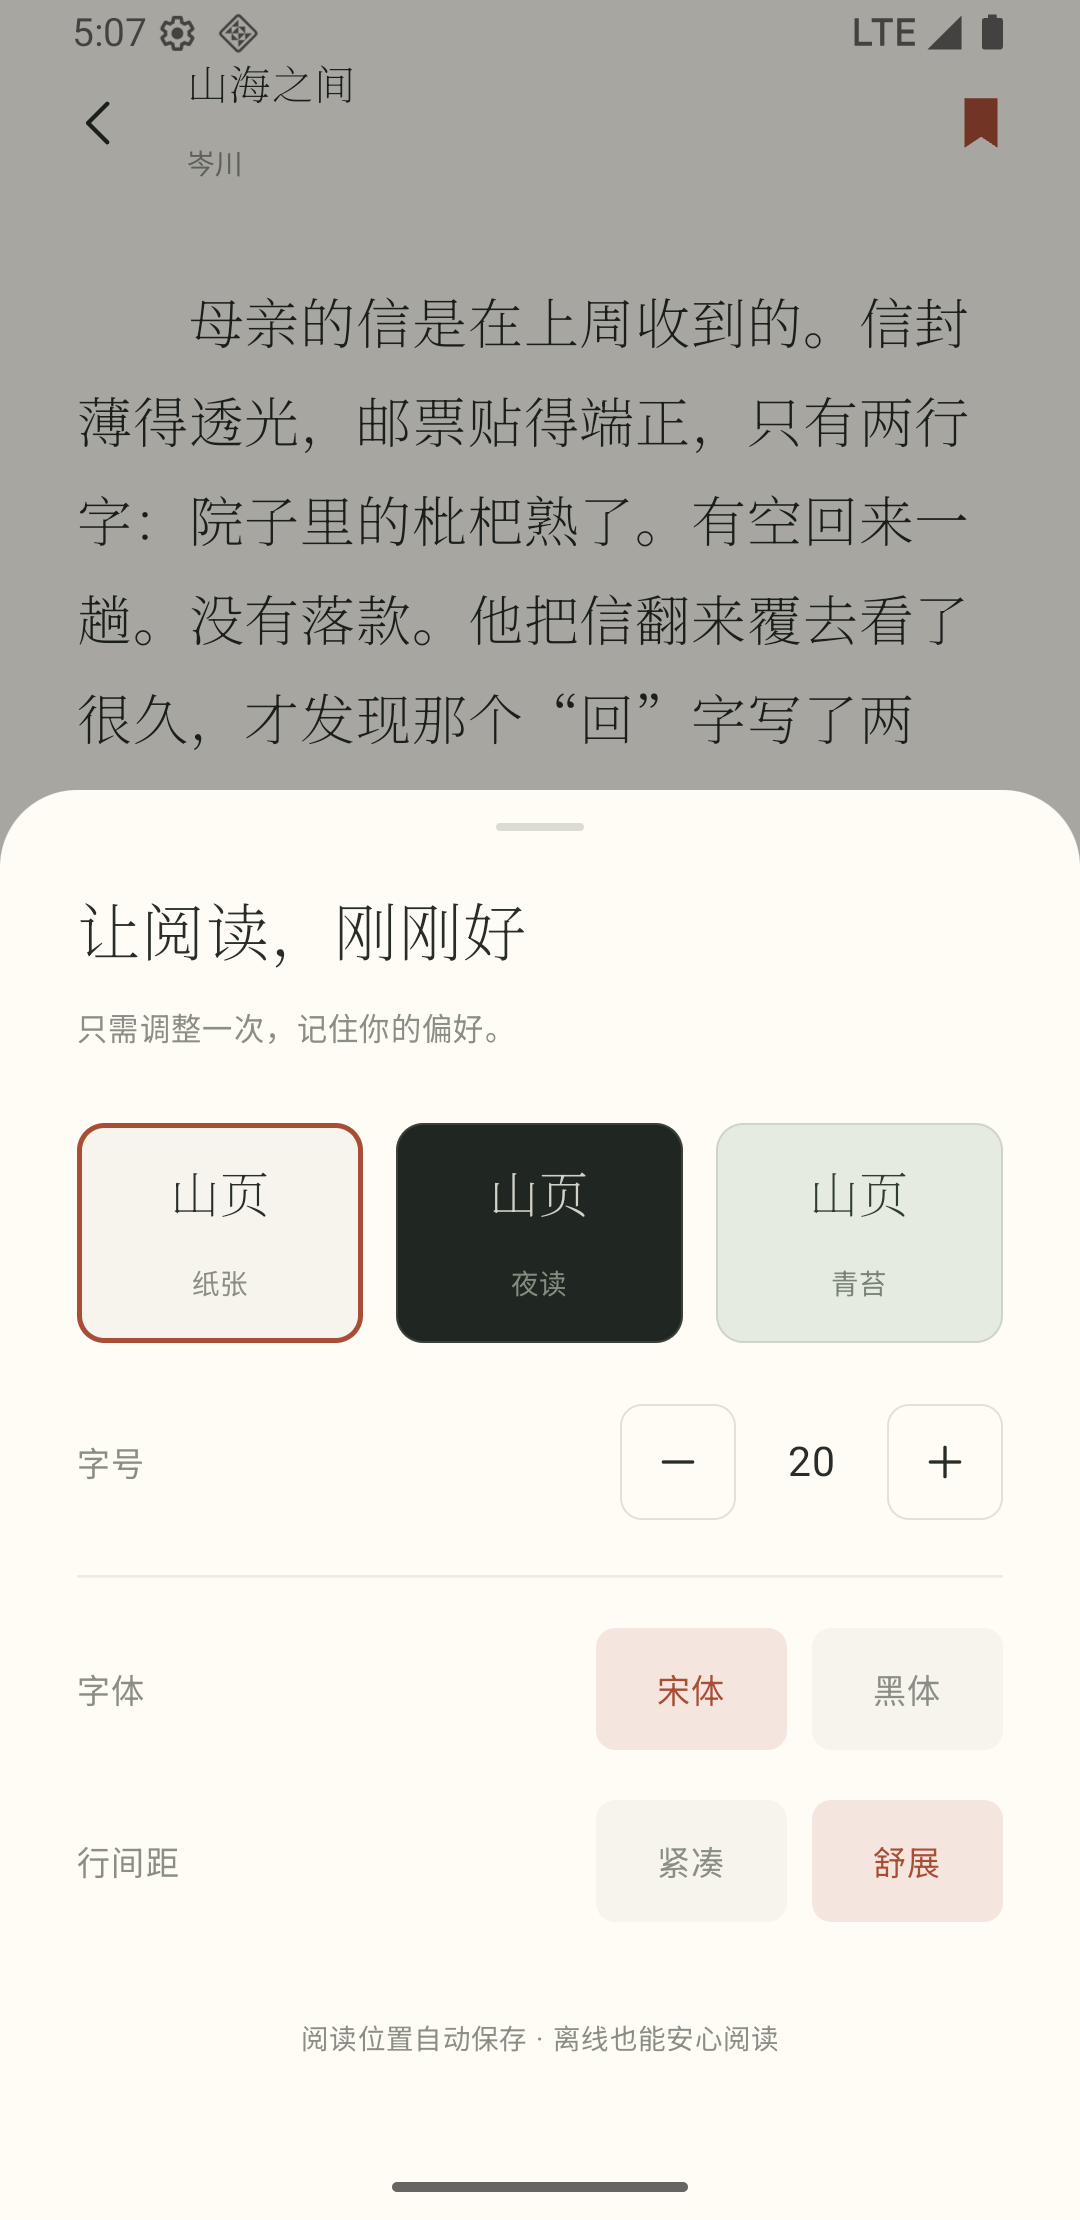 5:07 LTE
山海之间
岑川
母亲的信是在上周收到的。信封
薄得透光，邮票贴得端正，只有两行
字：院子里的枇杷熟了。有空回来一
趟。没有落款。他把信翻来覆去看了
很久，才发现那个“回”字写了两
让阅读，刚刚好
只需调整一次，记住你的偏好。
山页 山页 山页
纸张 夜读 青苔
字号 20
字体 宋体 黑体
行间距 紧凑 舒展
阅读位置自动保存 · 离线也能安心阅读